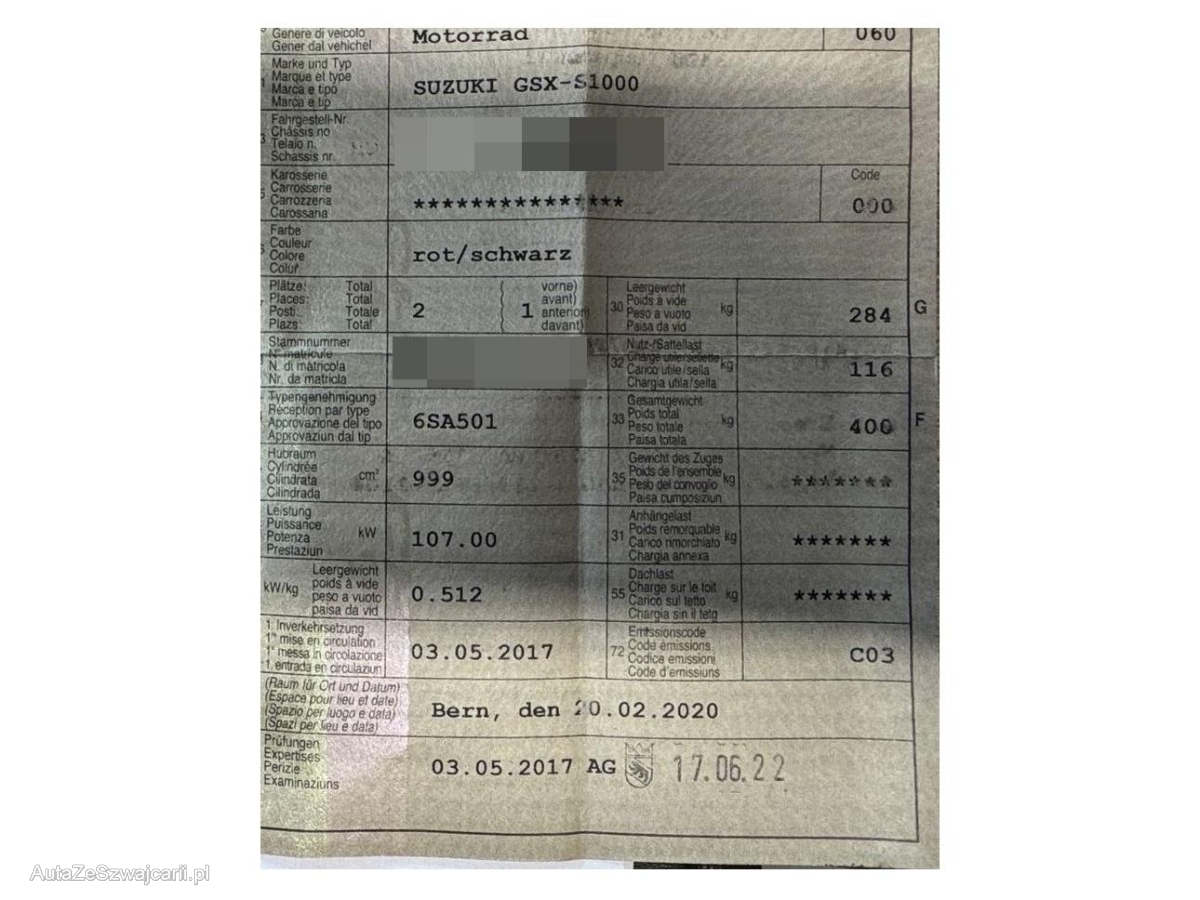 Genere di veicolo
Gener dal vehichel
Motorrad
060
Marke und Typ
Marque et type
Marca e tipo
Marca e tip
SUZUKI GSX-S1000
Fahrgestell-Nr.
Châssis no
Telaio n.
Schassis nr.
Karosserie
Carrosserie
Carrozzeria
Carossaria
***************
Code
000
Farbe
Couleur
Colore
Colur
rot/schwarz
Plätze: Total
Places: Total
Posti: Totale
Plazs: Total
2
1
vorne)
avant)
anteriori
davant)
30
Leergewicht
Poids à vide
Peso a vuoto
Paisa da vid
kg
284
G
Stammnummer
N° matricule
N. di matricola
Nr. da matricla
32
Nutz-/Sattellast
Charge utile/sellette
Carico utile/sella
Chargia utila/sella
kg
116
Typengenehmigung
Réception par type
Approvazione del tipo
Approvaziun dal tip
6SA501
33
Gesamtgewicht
Poids total
Peso totale
Paisa totala
kg
400
F
Hubraum
Cylindrée
Cilindrata
Cilindrada
cm³
999
35
Gewicht des Zuges
Poids de l'ensemble
Peso del convoglio
Paisa cumposiziun
kg
*******
Leistung
Puissance
Potenza
Prestaziun
kW
107.00
31
Anhängelast
Poids remorquable
Carico rimorchiato
Chargia annexa
kg
*******
kW/kg
Leergewicht
poids à vide
peso a vuoto
paisa da vid
0.512
55
Dachlast
Charge sur le toit
Carico sul tetto
Chargia sin il tetg
kg
*******
1. Inverkehrsetzung
1re mise en circulation
1a messa in circolazione
1. entrada en circulaziun
03.05.2017
72
Emissionscode
Code émissions
Codice emissioni
Code d'emissiuns
C03
(Raum für Ort und Datum)
(Espace pour lieu et date)
(Spazio per luogo e data)
(Spazi per lieu e data)
Bern, den 20.02.2020
Prüfungen
Expertises
Perizie
Examinaziuns
03.05.2017 AG
17.06.22
AutaZeSzwajcarii.pl